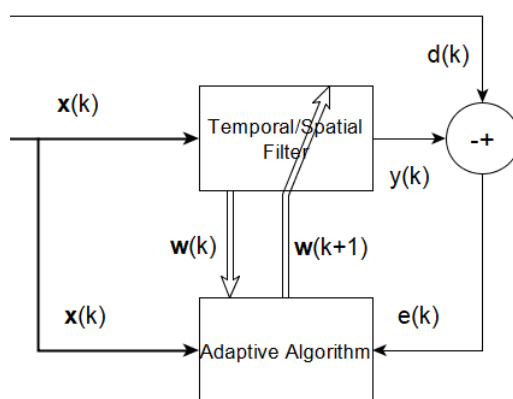 d(k)
x(k)
Temporal/Spatial
Filter
-+
y(k)
w(k)
w(k+1)
x(k)
e(k)
Adaptive Algorithm